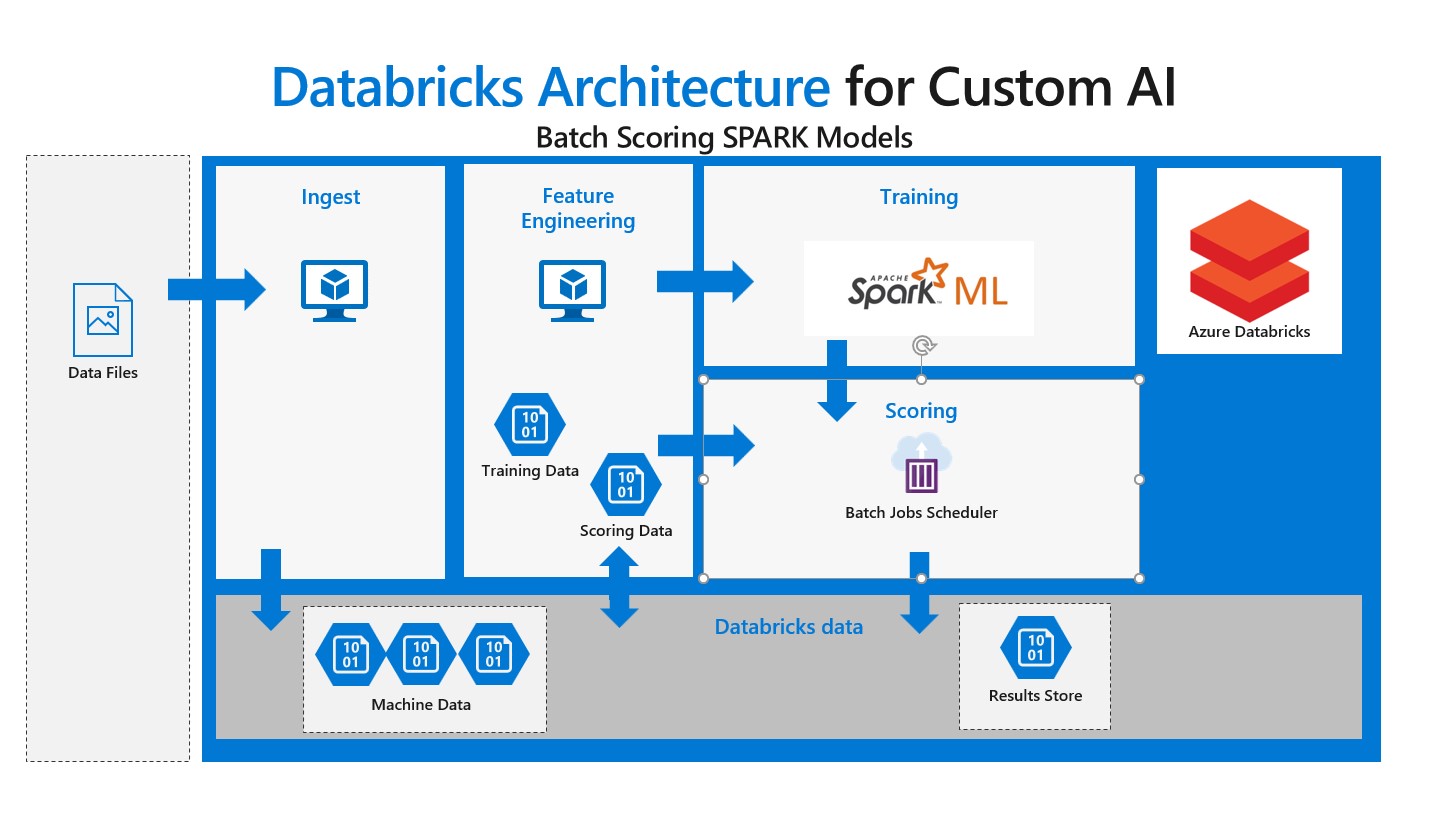 Databricks Architecture for Custom AI
Batch Scoring SPARK Models
Data Files
Ingest
Feature
Engineering
10
01
Training Data
10
01
Scoring Data
Training
APACHE
Spark™ ML
Scoring
Batch Jobs Scheduler
Azure Databricks
Databricks data
10
01
10
01
10
01
Machine Data
10
01
Results Store